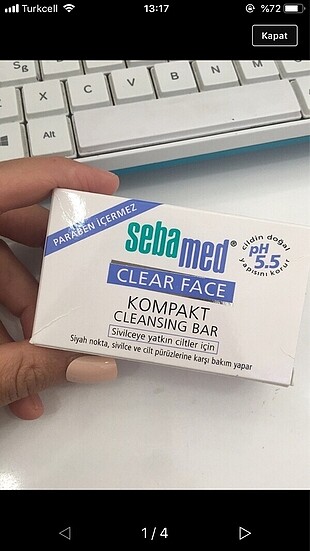 Turkcell 13:17 %72
Kapat
Sg
X C V B N M
Alt
PARABEN İÇERMEZ
sebamed®
cildin doğal
pH
5.5
yapısını korur
CLEAR FACE
KOMPAKT
CLEANSING BAR
Sivilceye yatkın ciltler için
Siyah nokta, sivilce ve cilt pürüzlerine karşı bakım yapar
1 / 4